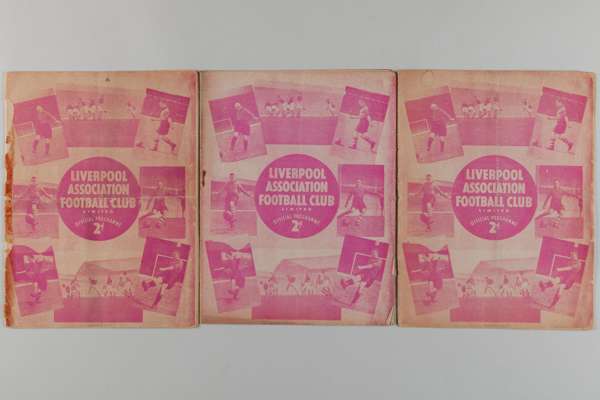 LIVERPOOL
ASSOCIATION
FOOTBALL CLUB
LIMITED
OFFICIAL PROGRAMME
2ᴰ
LIVERPOOL
ASSOCIATION
FOOTBALL CLUB
LIMITED
OFFICIAL PROGRAMME
2ᴰ
LIVERPOOL
ASSOCIATION
FOOTBALL CLUB
LIMITED
OFFICIAL PROGRAMME
2ᴰ